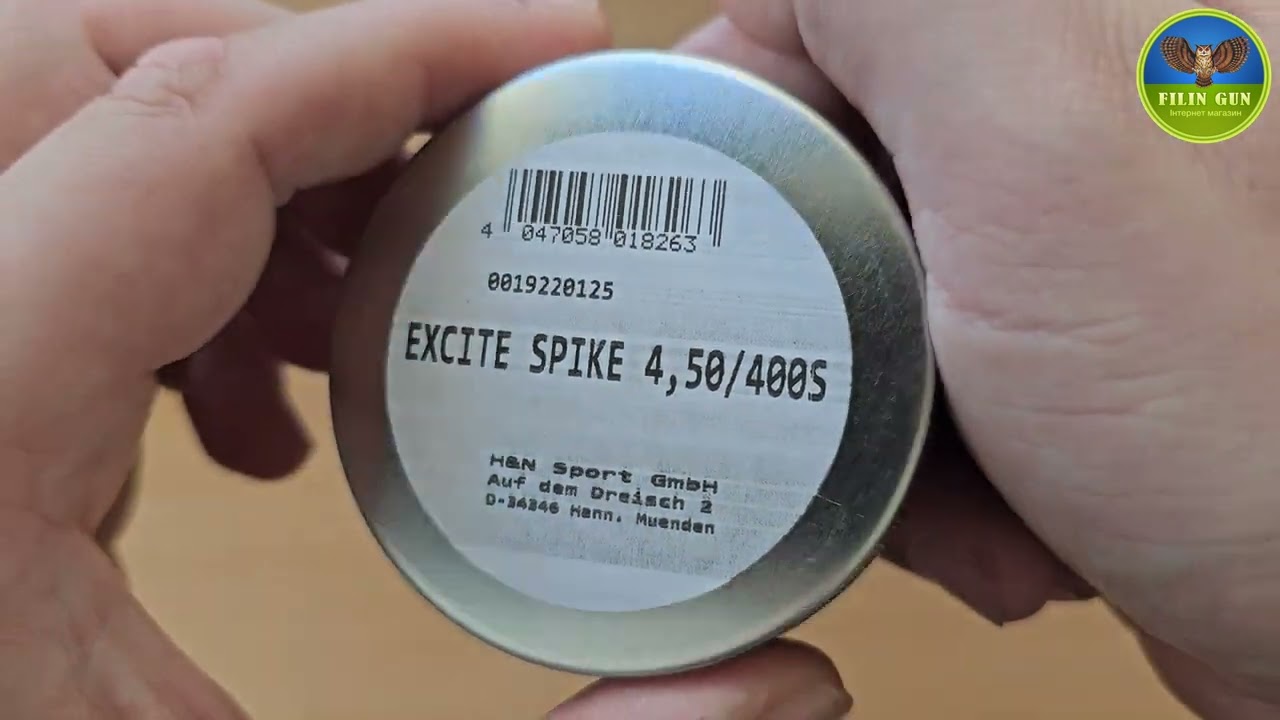 FILIN GUN
Інтернет магазин
4 047058 018263
0019220125
EXCITE SPIKE 4,50/400S
H&N Sport GmbH
Auf dem Dreisch 2
D-34346 Hann. Muenden